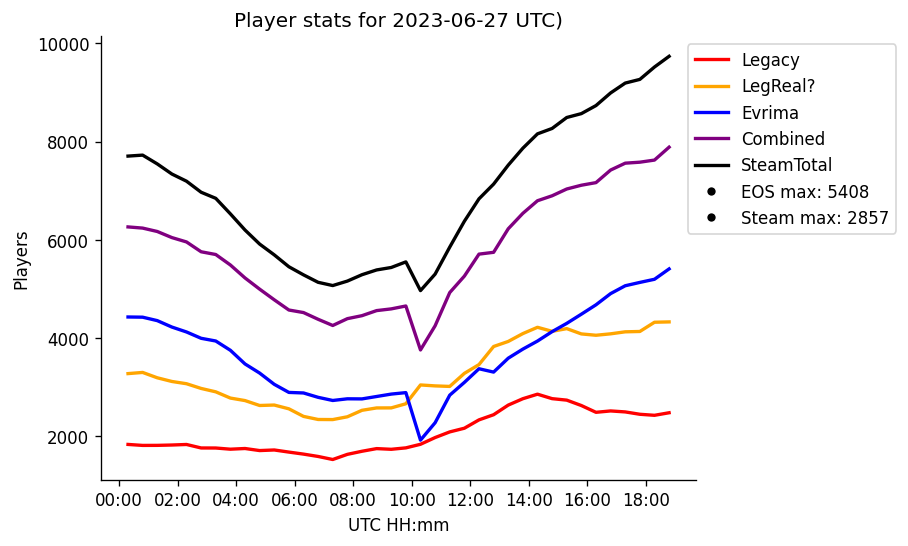 Player stats for 2023-06-27 UTC)
10000
8000
6000
4000
2000
Players
00:00 02:00 04:00 06:00 08:00 10:00 12:00 14:00 16:00 18:00
UTC HH:mm
Legacy
LegReal?
Evrima
Combined
SteamTotal
EOS max: 5408
Steam max: 2857